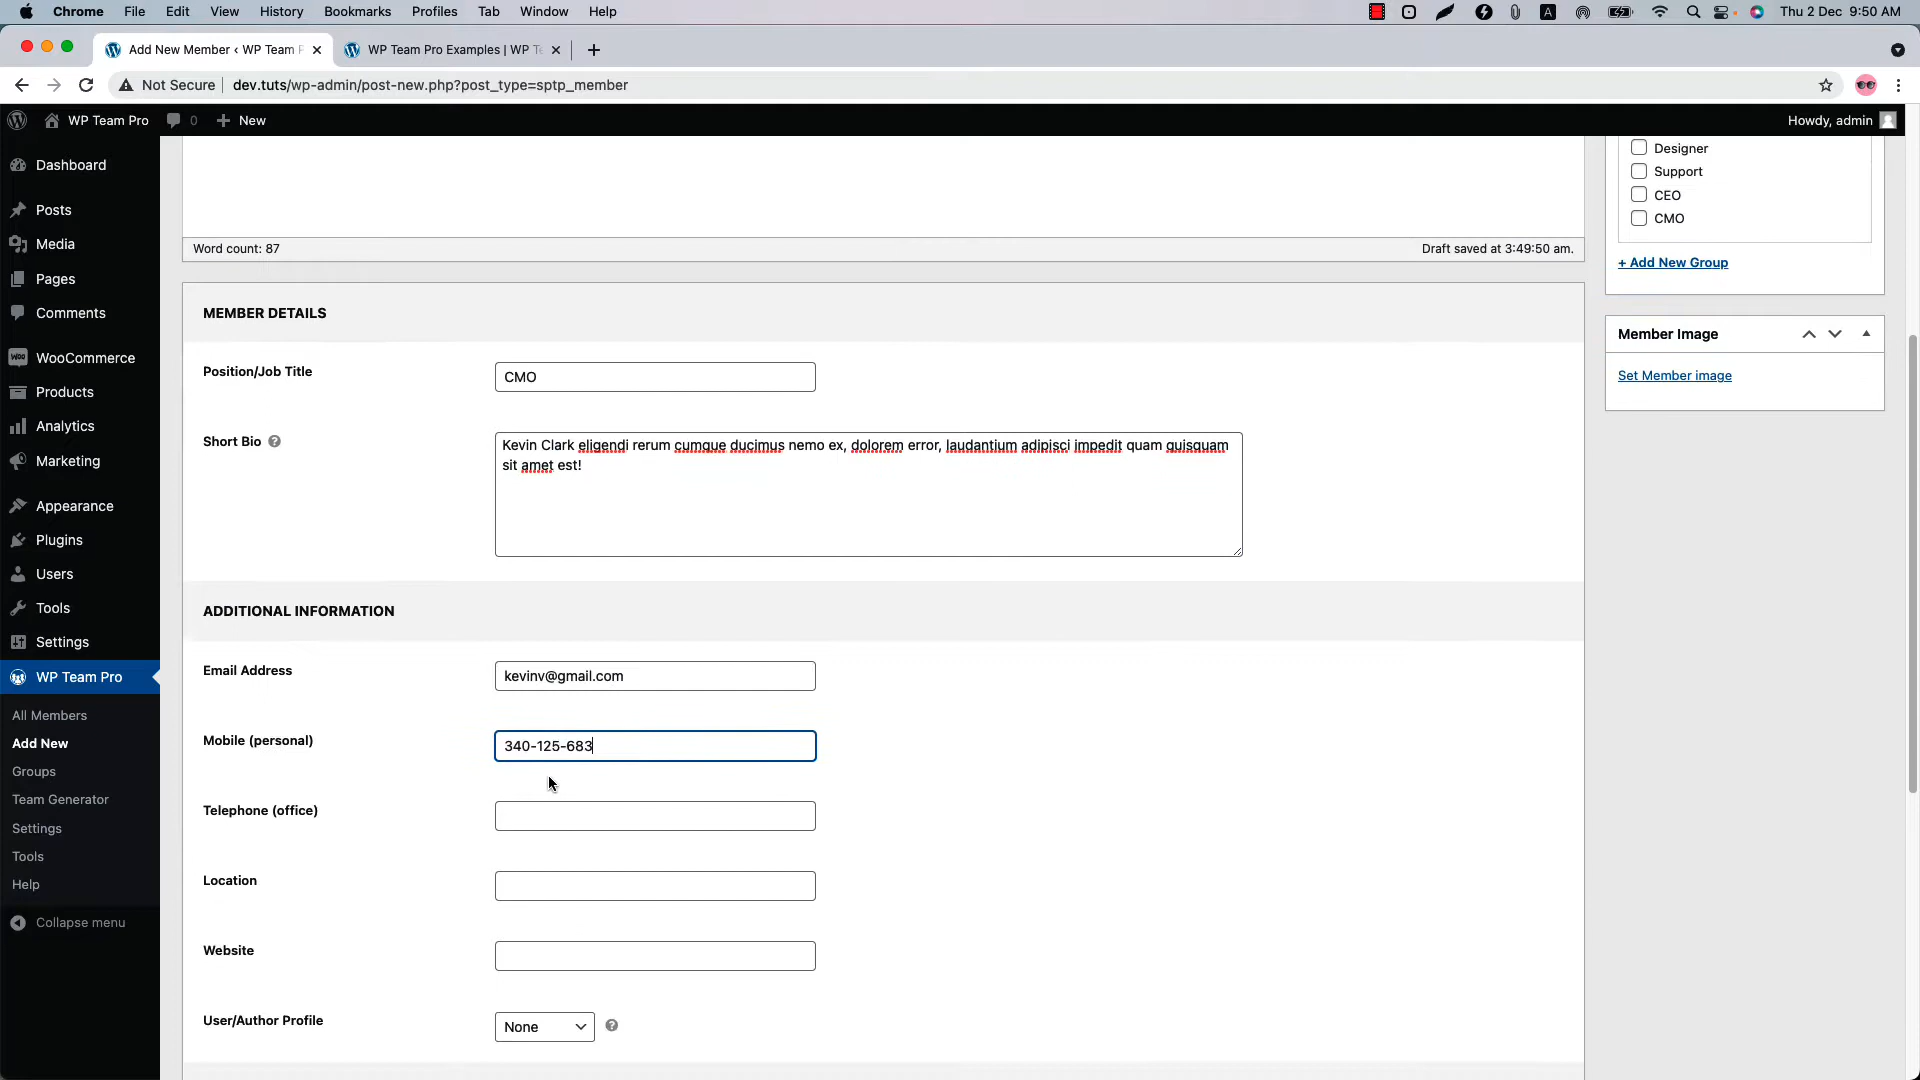 Chrome File Edit View History Bookmarks Profiles Tab Window Help A Thu 2 Dec 9:50 AM
Add New Member ‹ WP Team P
WP Team Pro Examples | WP Te
Not Secure dev.tuts/wp-admin/post-new.php?post_type=sptp_member
WP Team Pro 0 + New Howdy, admin
Dashboard
Posts
Media
Pages
Comments
WooCommerce
Products
Analytics
Marketing
Appearance
Plugins
Users
Tools
Settings
WP Team Pro
All Members
Add New
Groups
Team Generator
Settings
Tools
Help
Collapse menu
Word count: 87 Draft saved at 3:49:50 am.
MEMBER DETAILS
Position/Job Title CMO
Short Bio Kevin Clark eligendi rerum cumque ducimus nemo ex, dolorem error, laudantium adipisci impedit quam quisquam
sit amet est!
ADDITIONAL INFORMATION
Email Address kevinv@gmail.com
Mobile (personal) 340-125-683
Telephone (office)
Location
Website
User/Author Profile None
Designer
Support
CEO
CMO
+ Add New Group
Member Image
Set Member image